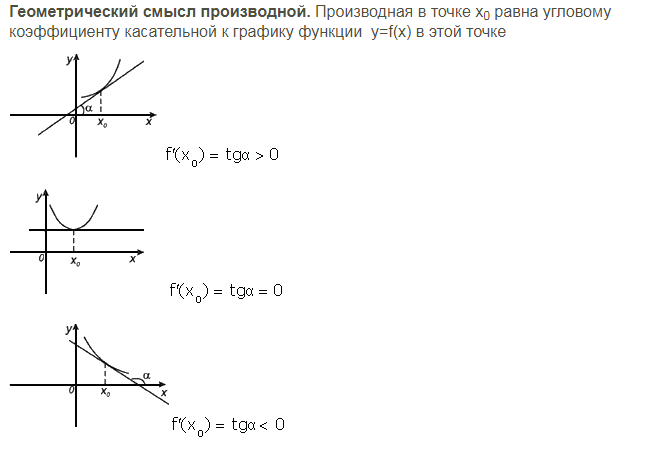 Геометрический смысл производной. Производная в точке x₀ равна угловому
коэффициенту касательной к графику функции y=f(x) в этой точке
y
α
0 x₀ x
f'(x₀) = tgα > 0
y
0 x₀ x
f'(x₀) = tgα = 0
y
α
0 x₀ x
f'(x₀) = tgα < 0